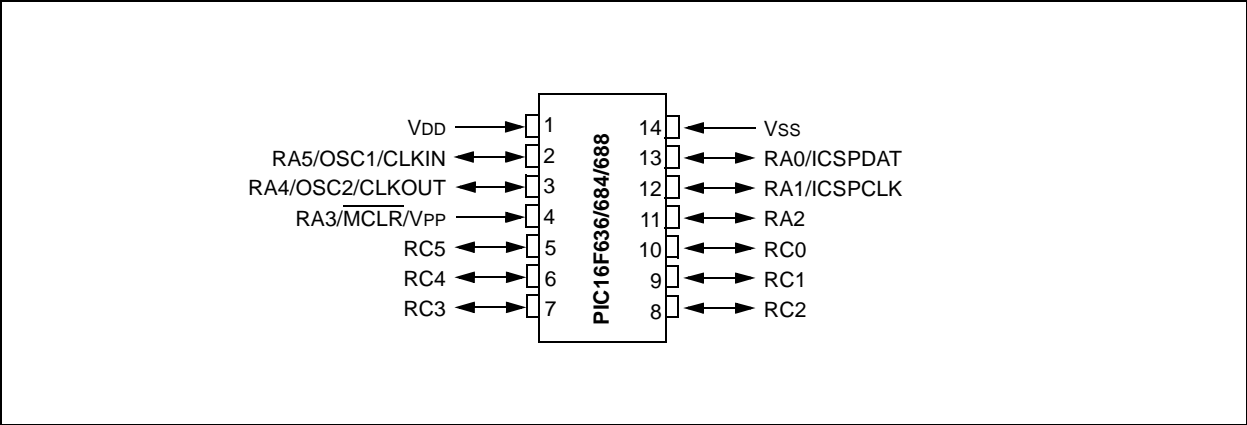 VDD 1 14 VSS
RA5/OSC1/CLKIN 2 13 RA0/ICSPDAT
RA4/OSC2/CLKOUT 3 12 RA1/ICSPCLK
RA3/MCLR/VPP 4 11 RA2
RC5 5 10 RC0
RC4 6 9 RC1
RC3 7 8 RC2
PIC16F636/684/688